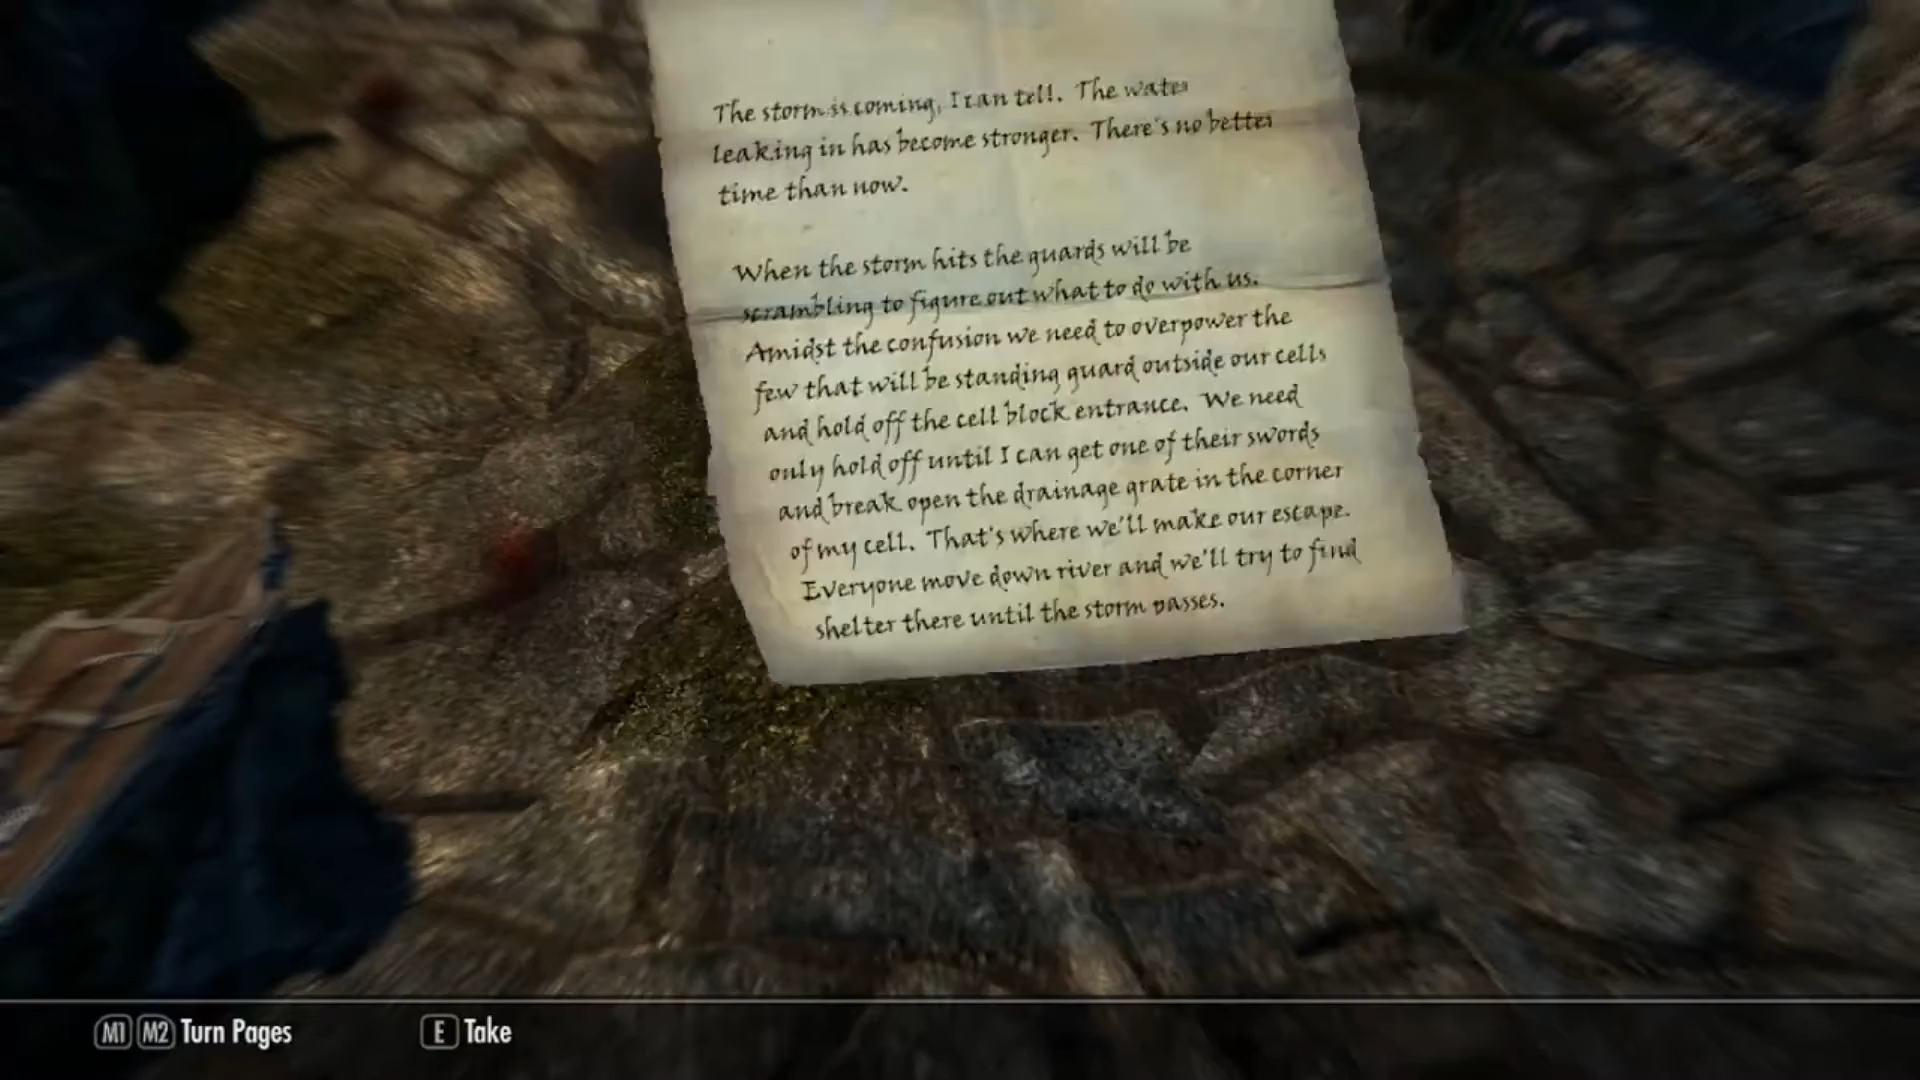 The storm is coming, I can tell. The water
leaking in has become stronger. There's no better
time than now.
When the storm hits the guards will be
scrambling to figure out what to do with us.
Amidst the confusion we need to overpower the
few that will be standing guard outside our cells
and hold off the cell block entrance. We need
only hold off until I can get one of their swords
and break open the drainage grate in the corner
of my cell. That's where we'll make our escape.
Everyone move down river and we'll try to find
shelter there until the storm passes.
M1 M2 Turn Pages E Take